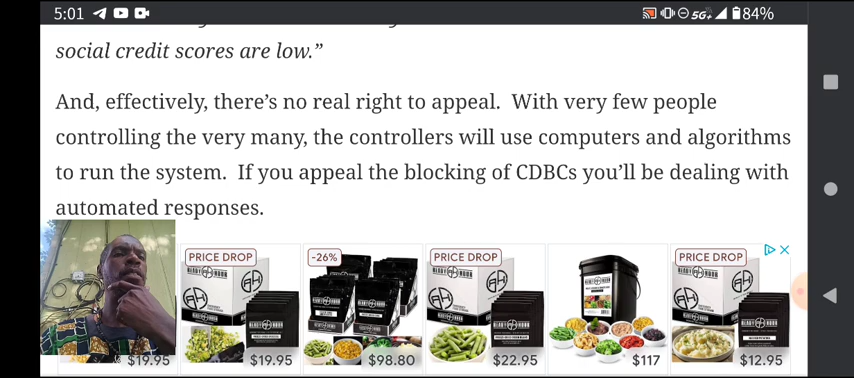 5:01
5G+ 84%
social credit scores are low.”
And, effectively, there’s no real right to appeal.  With very few people
controlling the very many, the controllers will use computers and algorithms
to run the system.  If you appeal the blocking of CDBCs you’ll be dealing with
automated responses.
PRICE DROP
-26%
PRICE DROP
PRICE DROP
$19.95
$19.95
$98.80
$22.95
$117
$12.95